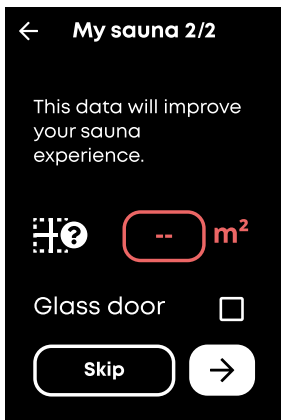 My sauna 2/2
This data will improve
your sauna
experience.
? -- m²
Glass door
Skip